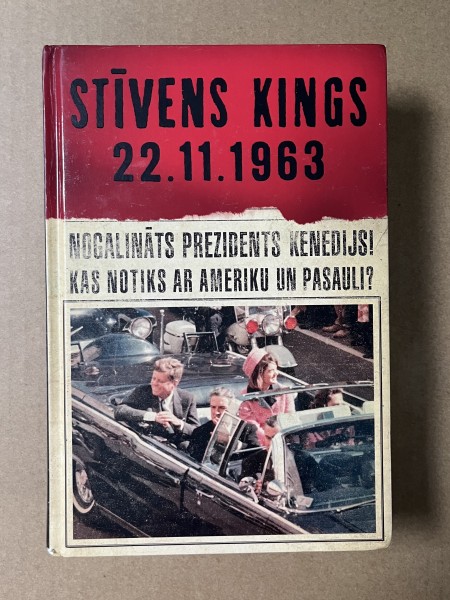 STĪVENS KINGS
22.11.1963
NOGALINĀTS PREZIDENTS KENEDIJS!
KAS NOTIKS AR AMERIKU UN PASAULI?